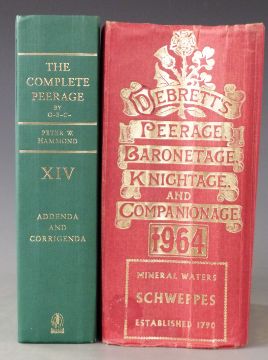 THE
COMPLETE
PEERAGE
BY
G·E·C·
PETER W.
HAMMOND
XIV
ADDENDA
AND
CORRIGENDA
DEBRETT'S
PEERAGE,
BARONETAGE,
KNIGHTAGE,
AND
COMPANIONAGE
1964
MINERAL WATERS
SCHWEPPES
ESTABLISHED 1790